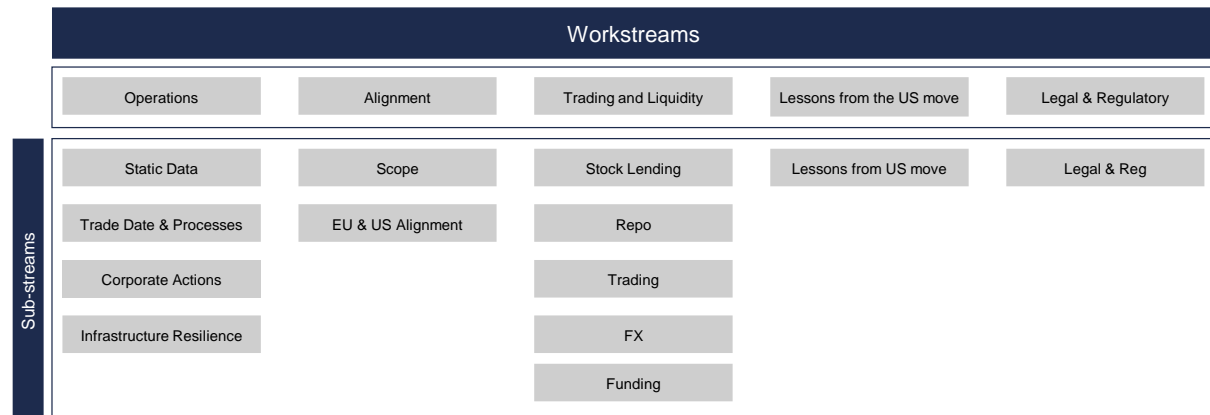 Workstreams
Operations
Alignment
Trading and Liquidity
Lessons from the US move
Legal & Regulatory
Sub-streams
Static Data
Scope
Stock Lending
Lessons from US move
Legal & Reg
Trade Date & Processes
EU & US Alignment
Repo
Corporate Actions
Trading
Infrastructure Resilience
FX
Funding